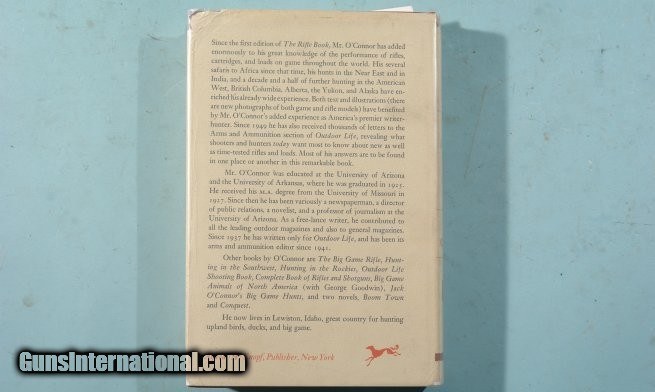 Since the first edition of The Rifle Book, Mr. O'Connor has added
enormously to his great knowledge of the performance of rifles,
cartridges, and loads on game throughout the world. His several
safaris to Africa since that time, his hunts in the Near East and in
India, and a decade and a half of further hunting in the American
West, British Columbia, Alberta, the Yukon, and Alaska have en-
riched his already wide experience. Both text and illustrations (there
are new photographs of both game and rifle models) have benefited
by Mr. O'Connor's added experience as America's premier writer-
hunter. Since 1949 he has also received thousands of letters to the
Arms and Ammunition section of Outdoor Life, revealing what
shooters and hunters today want most to know about new as well
as time-tested rifles and loads. Most of his answers are to be found
in one place or another in this remarkable book.
Mr. O'Connor was educated at the University of Arizona
and the University of Arkansas, where he was graduated in 1925.
He received his M.A. degree from the University of Missouri in
1927. Since then he has been variously a newspaperman, a director
of public relations, a novelist, and a professor of journalism at the
University of Arizona. As a free-lance writer, he contributed to
all the leading outdoor magazines and also to general magazines.
Since 1937 he has written only for Outdoor Life, and has been its
arms and ammunition editor since 1941.
Other books by O'Connor are The Big Game Rifle, Hunt-
ing in the Southwest, Hunting in the Rockies, Outdoor Life
Shooting Book, Complete Book of Rifles and Shotguns, Big Game
Animals of North America (with George Goodwin), Jack
O'Connor's Big Game Hunts, and two novels, Boom Town
and Conquest.
He now lives in Lewiston, Idaho, great country for hunting
upland birds, ducks, and big game.
Publisher, New York
GunsInternational.com